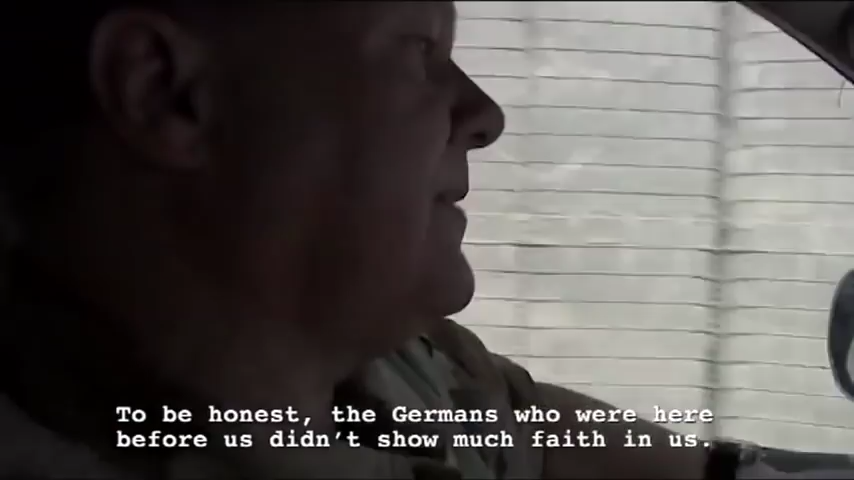 To be honest, the Germans who were here
before us didn't show much faith in us.